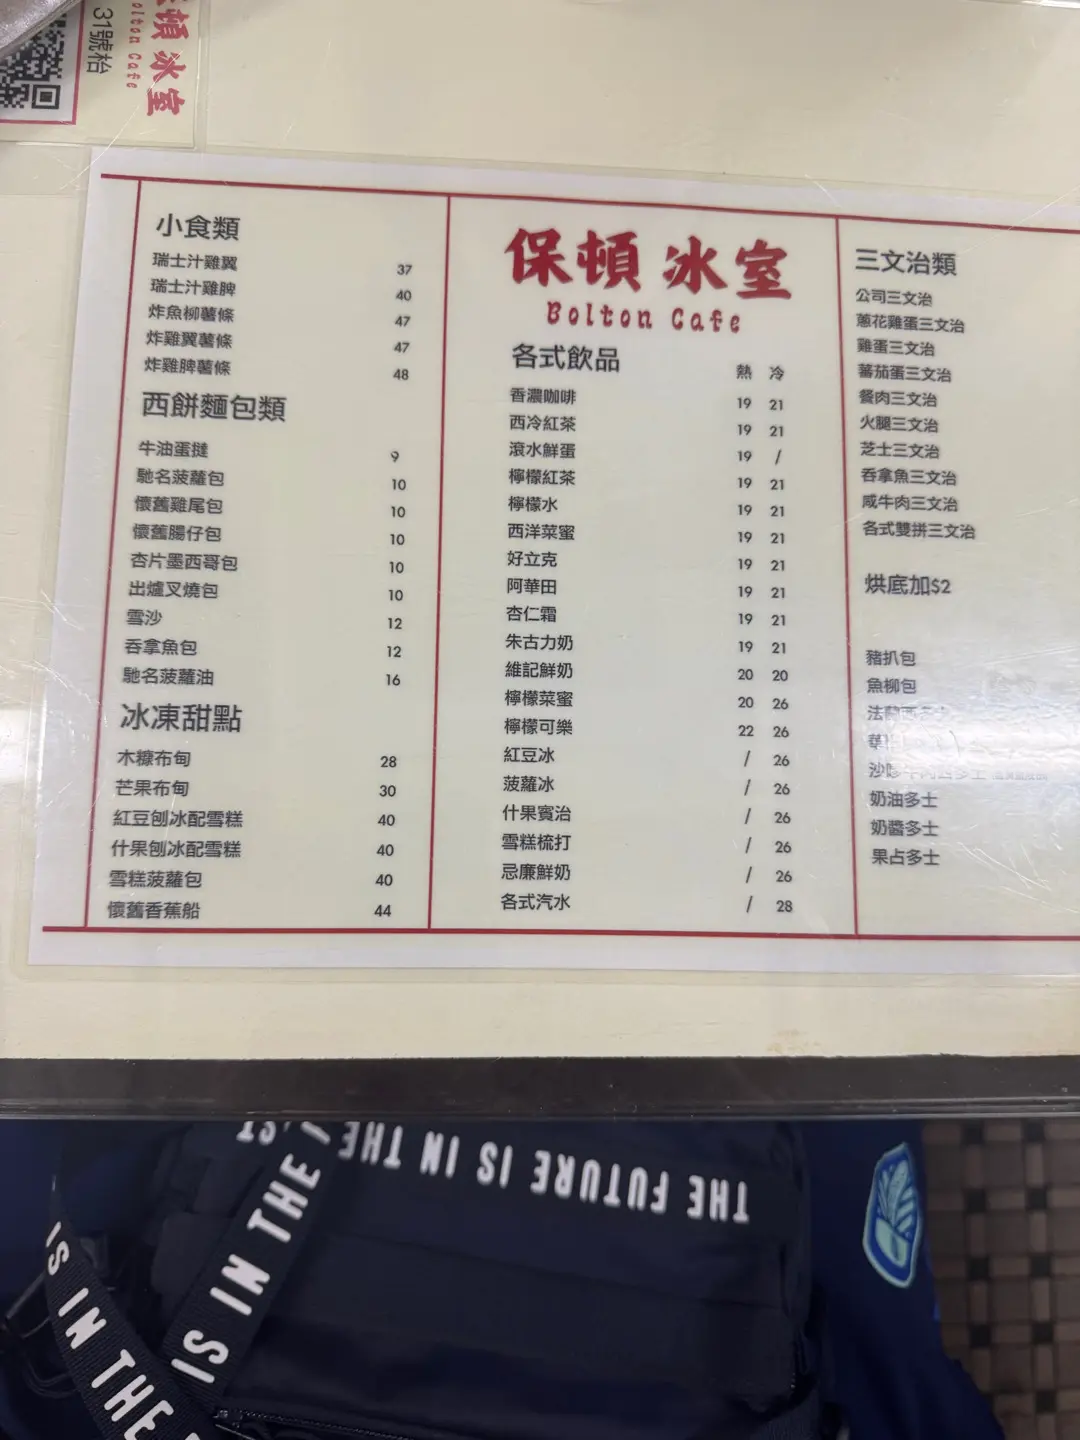 頓冰室
olton Cafe
31號枱
小食類
瑞士汁雞翼 37
瑞士汁雞脾 40
炸魚柳薯條 47
炸雞翼薯條 47
炸雞脾薯條 48
西餅麵包類
牛油蛋撻 9
馳名菠蘿包 10
懷舊雞尾包 10
懷舊腸仔包 10
杏片墨西哥包 10
出爐叉燒包 10
雪沙 12
吞拿魚包 12
馳名菠蘿油 16
冰凍甜點
木糠布甸 28
芒果布甸 30
紅豆刨冰配雪糕 40
什果刨冰配雪糕 40
雪糕菠蘿包 40
懷舊香蕉船 44
保頓冰室
Bolton Cafe
各式飲品 熱 冷
香濃咖啡 19 21
西冷紅茶 19 21
滾水鮮蛋 19 /
檸檬紅茶 19 21
檸檬水 19 21
西洋菜蜜 19 21
好立克 19 21
阿華田 19 21
杏仁霜 19 21
朱古力奶 19 21
維記鮮奶 20 20
檸檬菜蜜 20 26
檸檬可樂 22 26
紅豆冰 / 26
菠蘿冰 / 26
什果賓治 / 26
雪糕梳打 / 26
忌廉鮮奶 / 26
各式汽水 / 28
三文治類
公司三文治
蔥花雞蛋三文治
雞蛋三文治
蕃茄蛋三文治
餐肉三文治
火腿三文治
芝士三文治
吞拿魚三文治
咸牛肉三文治
各式雙拼三文治
烘底加$2
豬扒包
魚柳包
法
沙
奶油多士
奶醬多士
果占多士
THE FUTURE IS IN THE
IS IN THE
IS IN THE